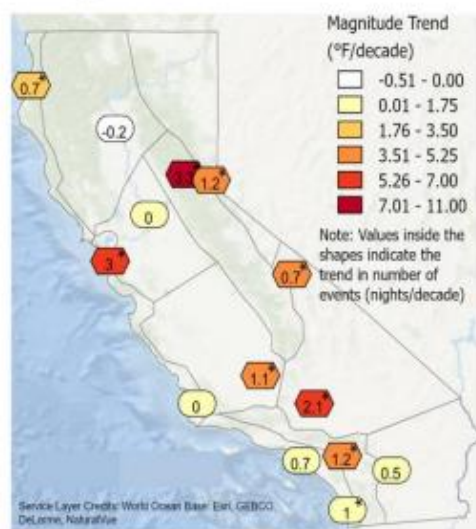 Magnitude Trend
(°F/decade)
-0.51 - 0.00
0.01 - 1.75
1.76 - 3.50
3.51 - 5.25
5.26 - 7.00
7.01 - 11.00
Note: Values inside the
shapes indicate the
trend in number of
events (nights/decade)
0.7*
-0.2
1.2*
0
3*
0.7*
1.1*
0
2.1*
0.7
1.2*
0.5
1*
Service Layer Credits: World Ocean Base: Esri, GEBCO,
DeLorme, NaturalVue